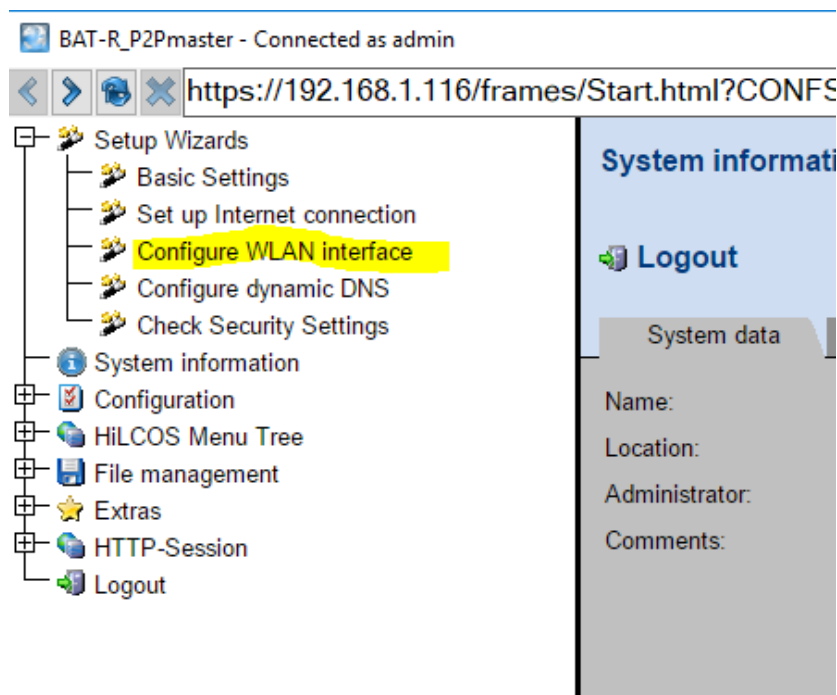 BAT-R_P2Pmaster - Connected as admin
https://192.168.1.116/frames/Start.html?CONFS
Setup Wizards
Basic Settings
Set up Internet connection
Configure WLAN interface
Configure dynamic DNS
Check Security Settings
System information
Configuration
HiLCOS Menu Tree
File management
Extras
HTTP-Session
Logout
System informati
Logout
System data
Name:
Location:
Administrator:
Comments: